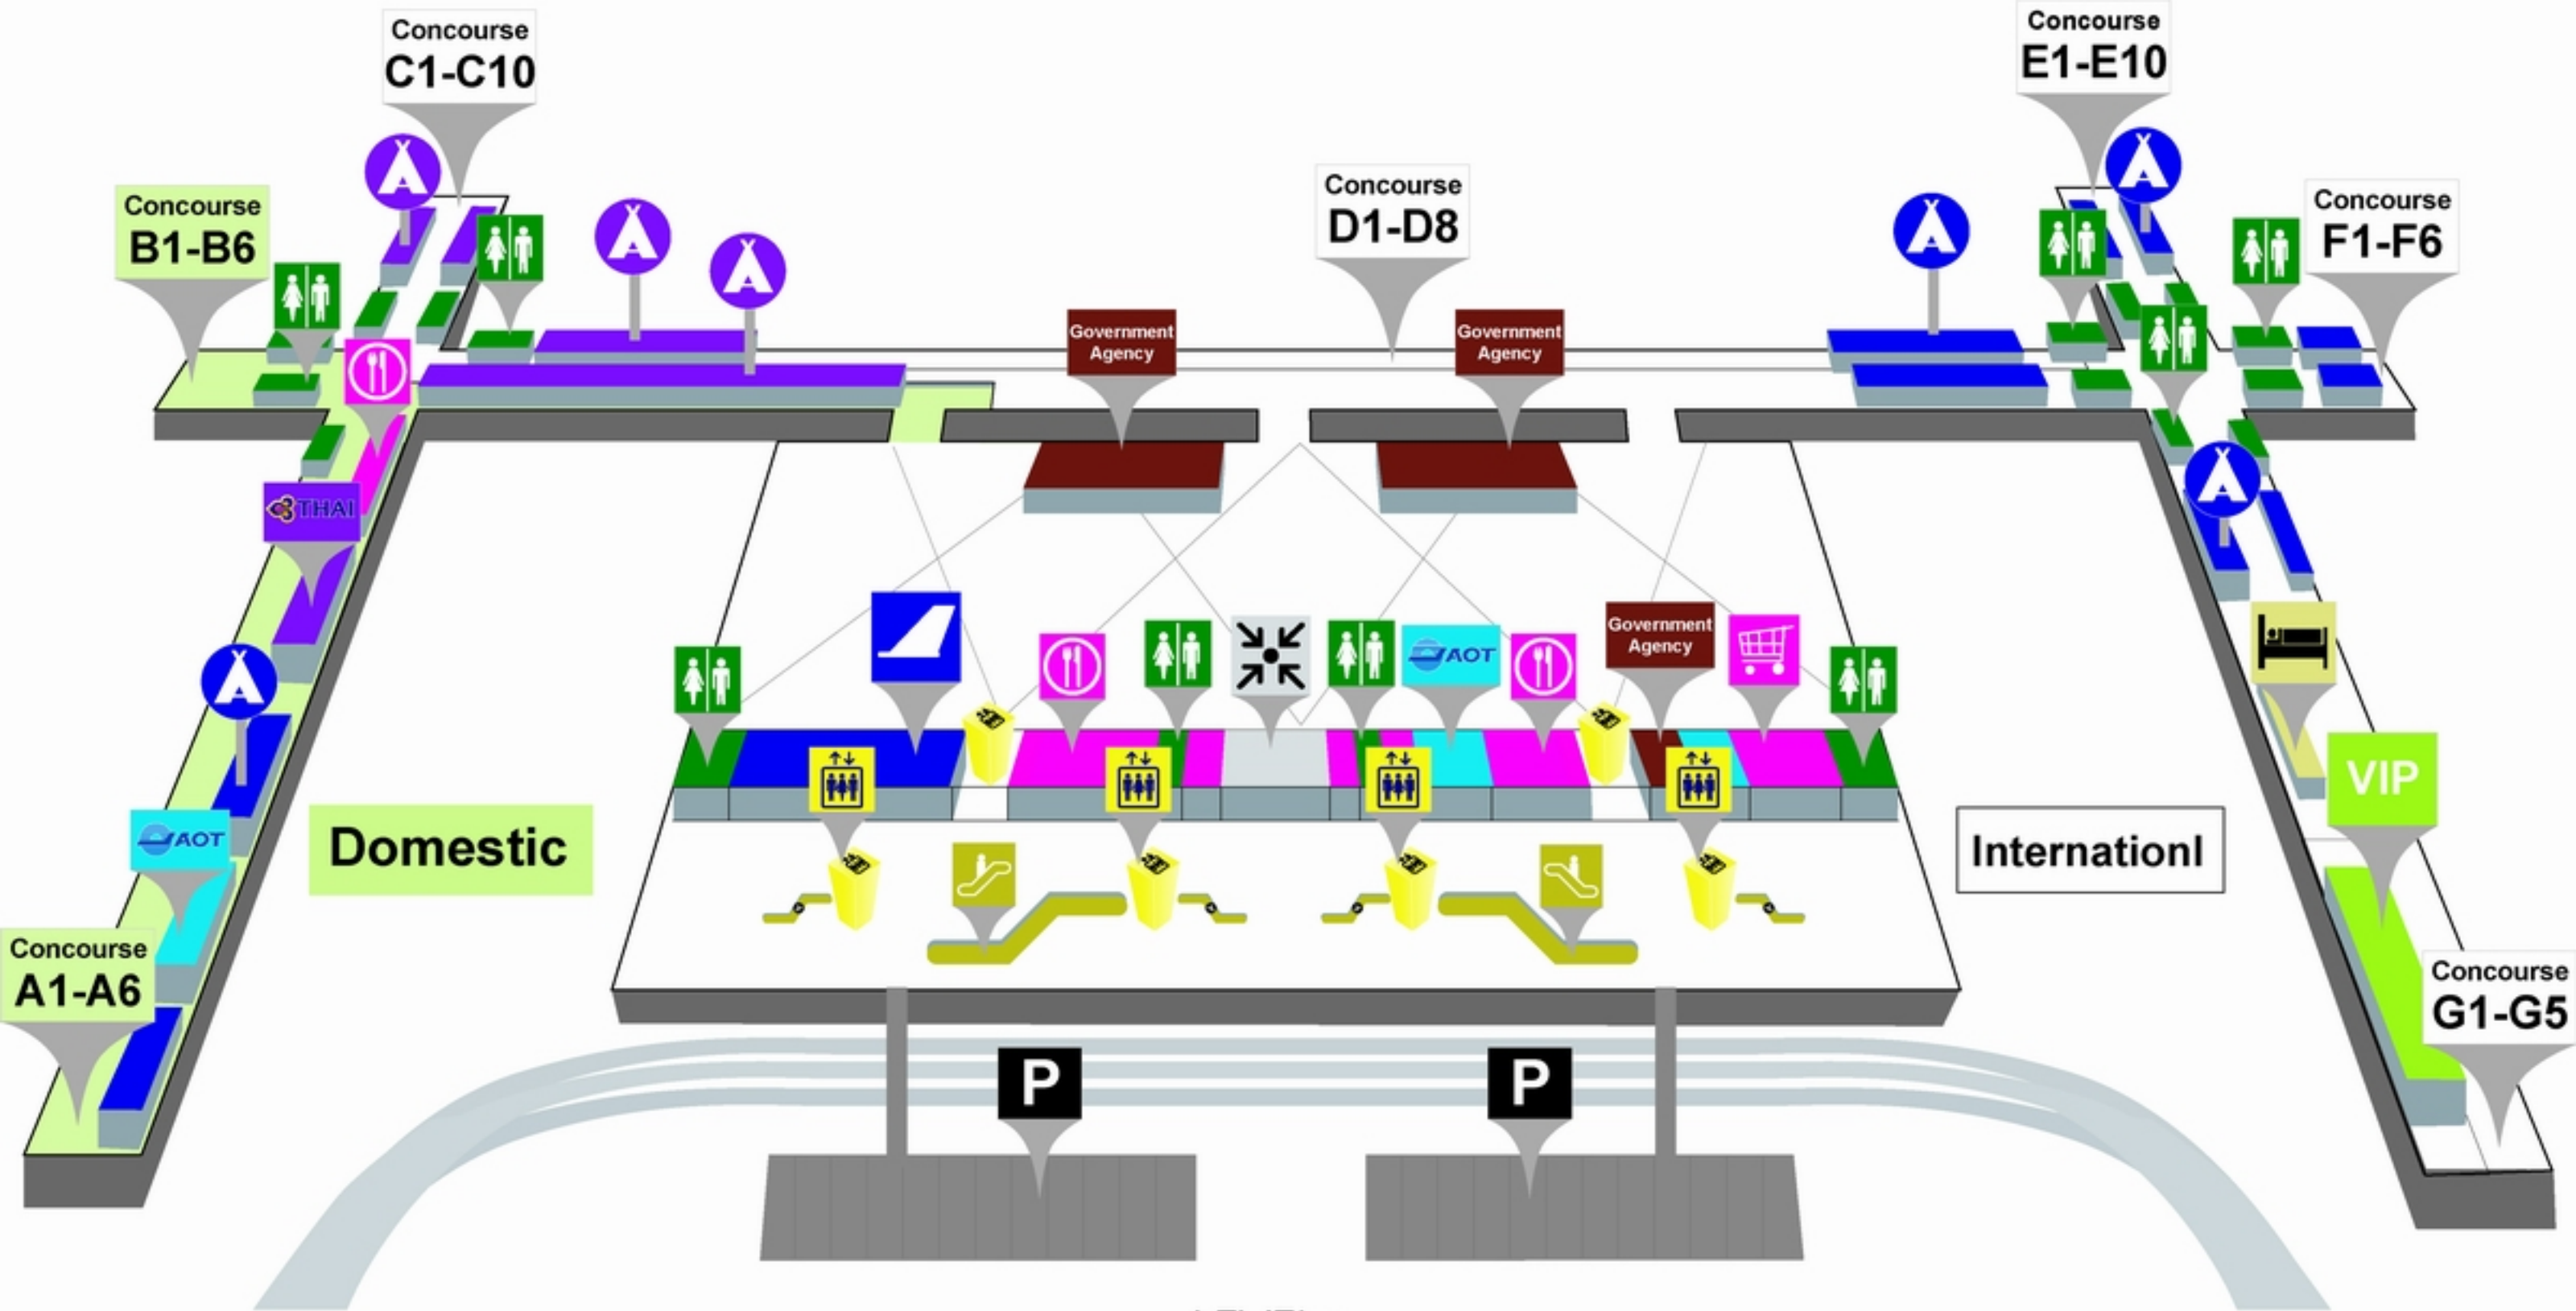 Concourse
C1-C10
Concourse
E1-E10
Concourse
B1-B6
Concourse
D1-D8
Concourse
F1-F6
Government
Agency
Government
Agency
THAI
Government
Agency
AOT
VIP
AOT
Domestic
Internationl
Concourse
A1-A6
Concourse
G1-G5
P
P